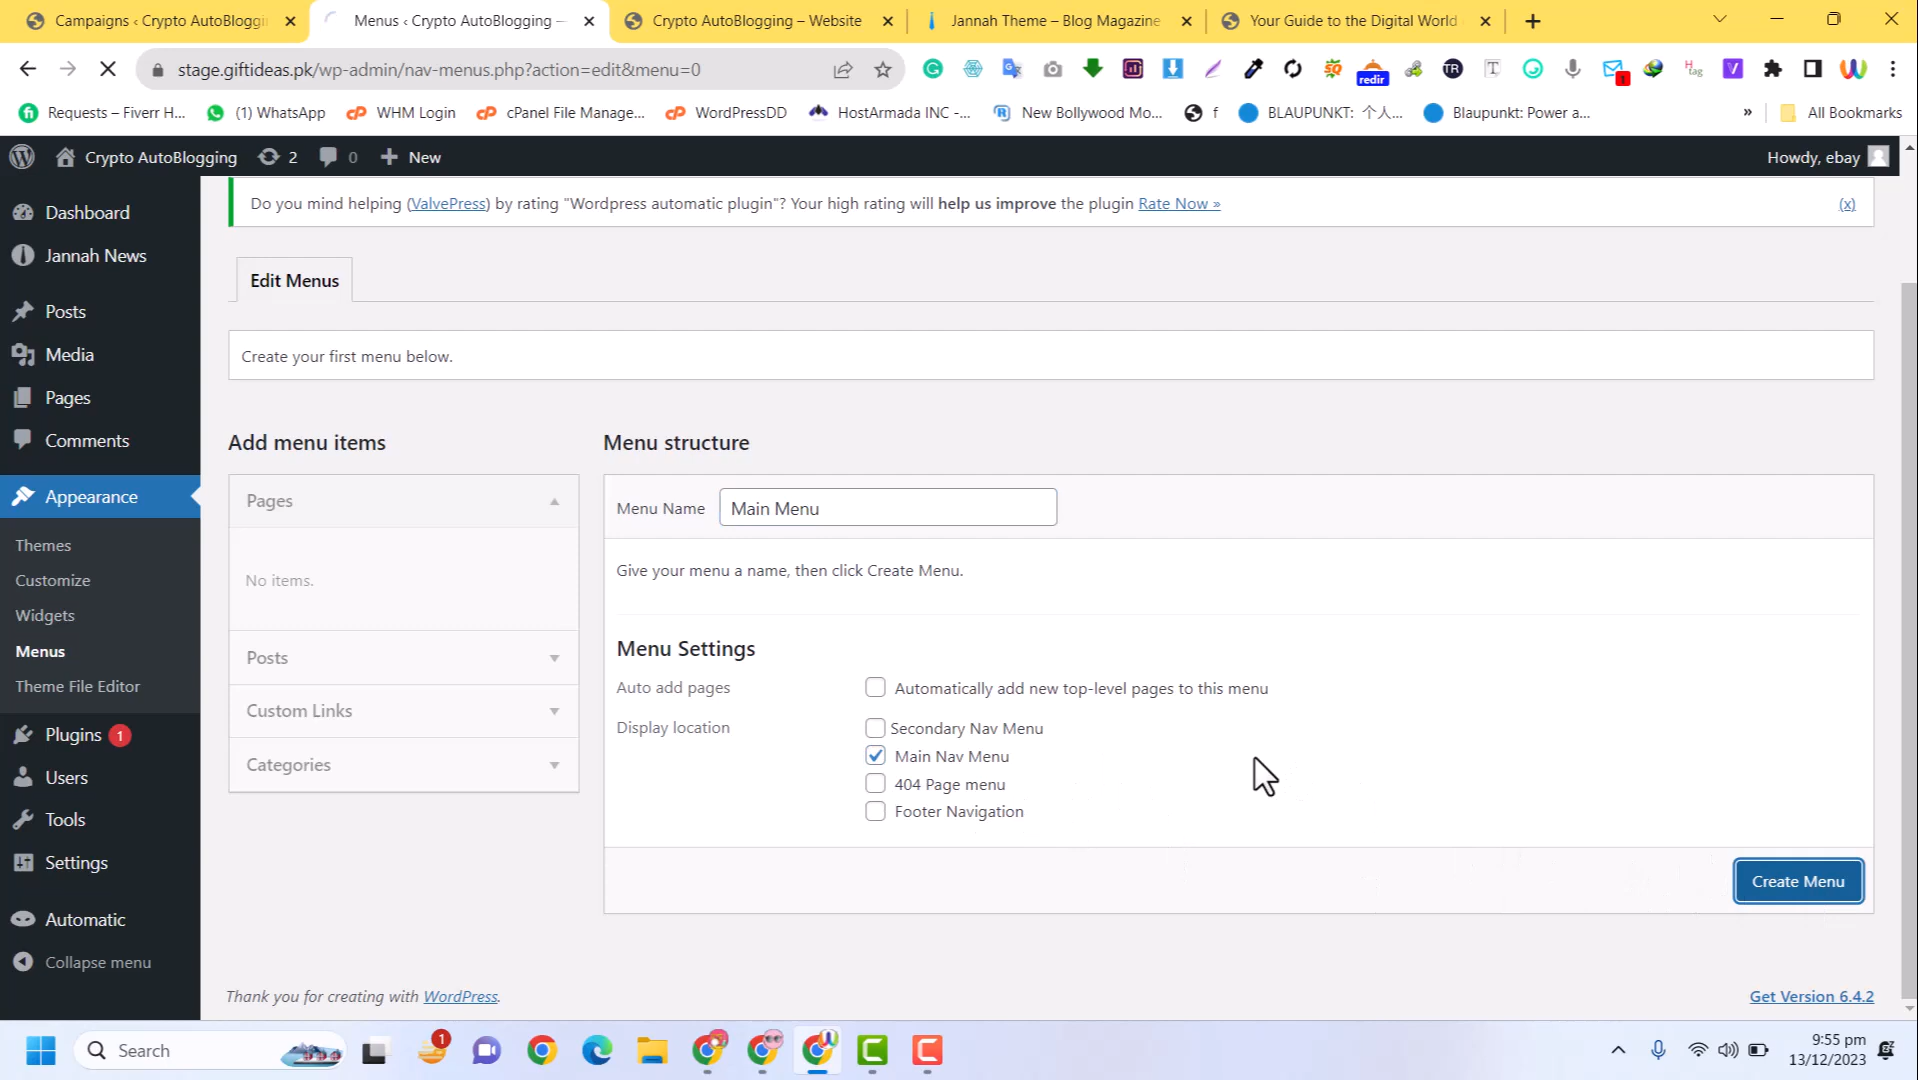 Campaigns ‹ Crypto AutoBloggi
Menus ‹ Crypto AutoBlogging —
Crypto AutoBlogging – Website
Jannah Theme – Blog Magazine
Your Guide to the Digital World
stage.giftideas.pk/wp-admin/nav-menus.php?action=edit&menu=0
redir
TR
T
1
Requests – Fiverr H...
(1) WhatsApp
WHM Login
cPanel File Manage...
WordPressDD
HostArmada INC -...
New Bollywood Mo...
f
BLAUPUNKT: 个人...
Blaupunkt: Power a...
»
All Bookmarks
Crypto AutoBlogging
2
0
New
Howdy, ebay
Dashboard
Jannah News
Posts
Media
Pages
Comments
Appearance
Themes
Customize
Widgets
Menus
Theme File Editor
Plugins 1
Users
Tools
Settings
Automatic
Collapse menu
Do you mind helping (ValvePress) by rating "Wordpress automatic plugin"? Your high rating will help us improve the plugin Rate Now »
(x)
Edit Menus
Create your first menu below.
Add menu items
Pages
No items.
Posts
Custom Links
Categories
Menu structure
Menu Name Main Menu
Give your menu a name, then click Create Menu.
Menu Settings
Auto add pages
Automatically add new top-level pages to this menu
Display location
Secondary Nav Menu
Main Nav Menu
404 Page menu
Footer Navigation
Create Menu
Thank you for creating with WordPress.
Get Version 6.4.2
Search
1
9:55 pm
13/12/2023